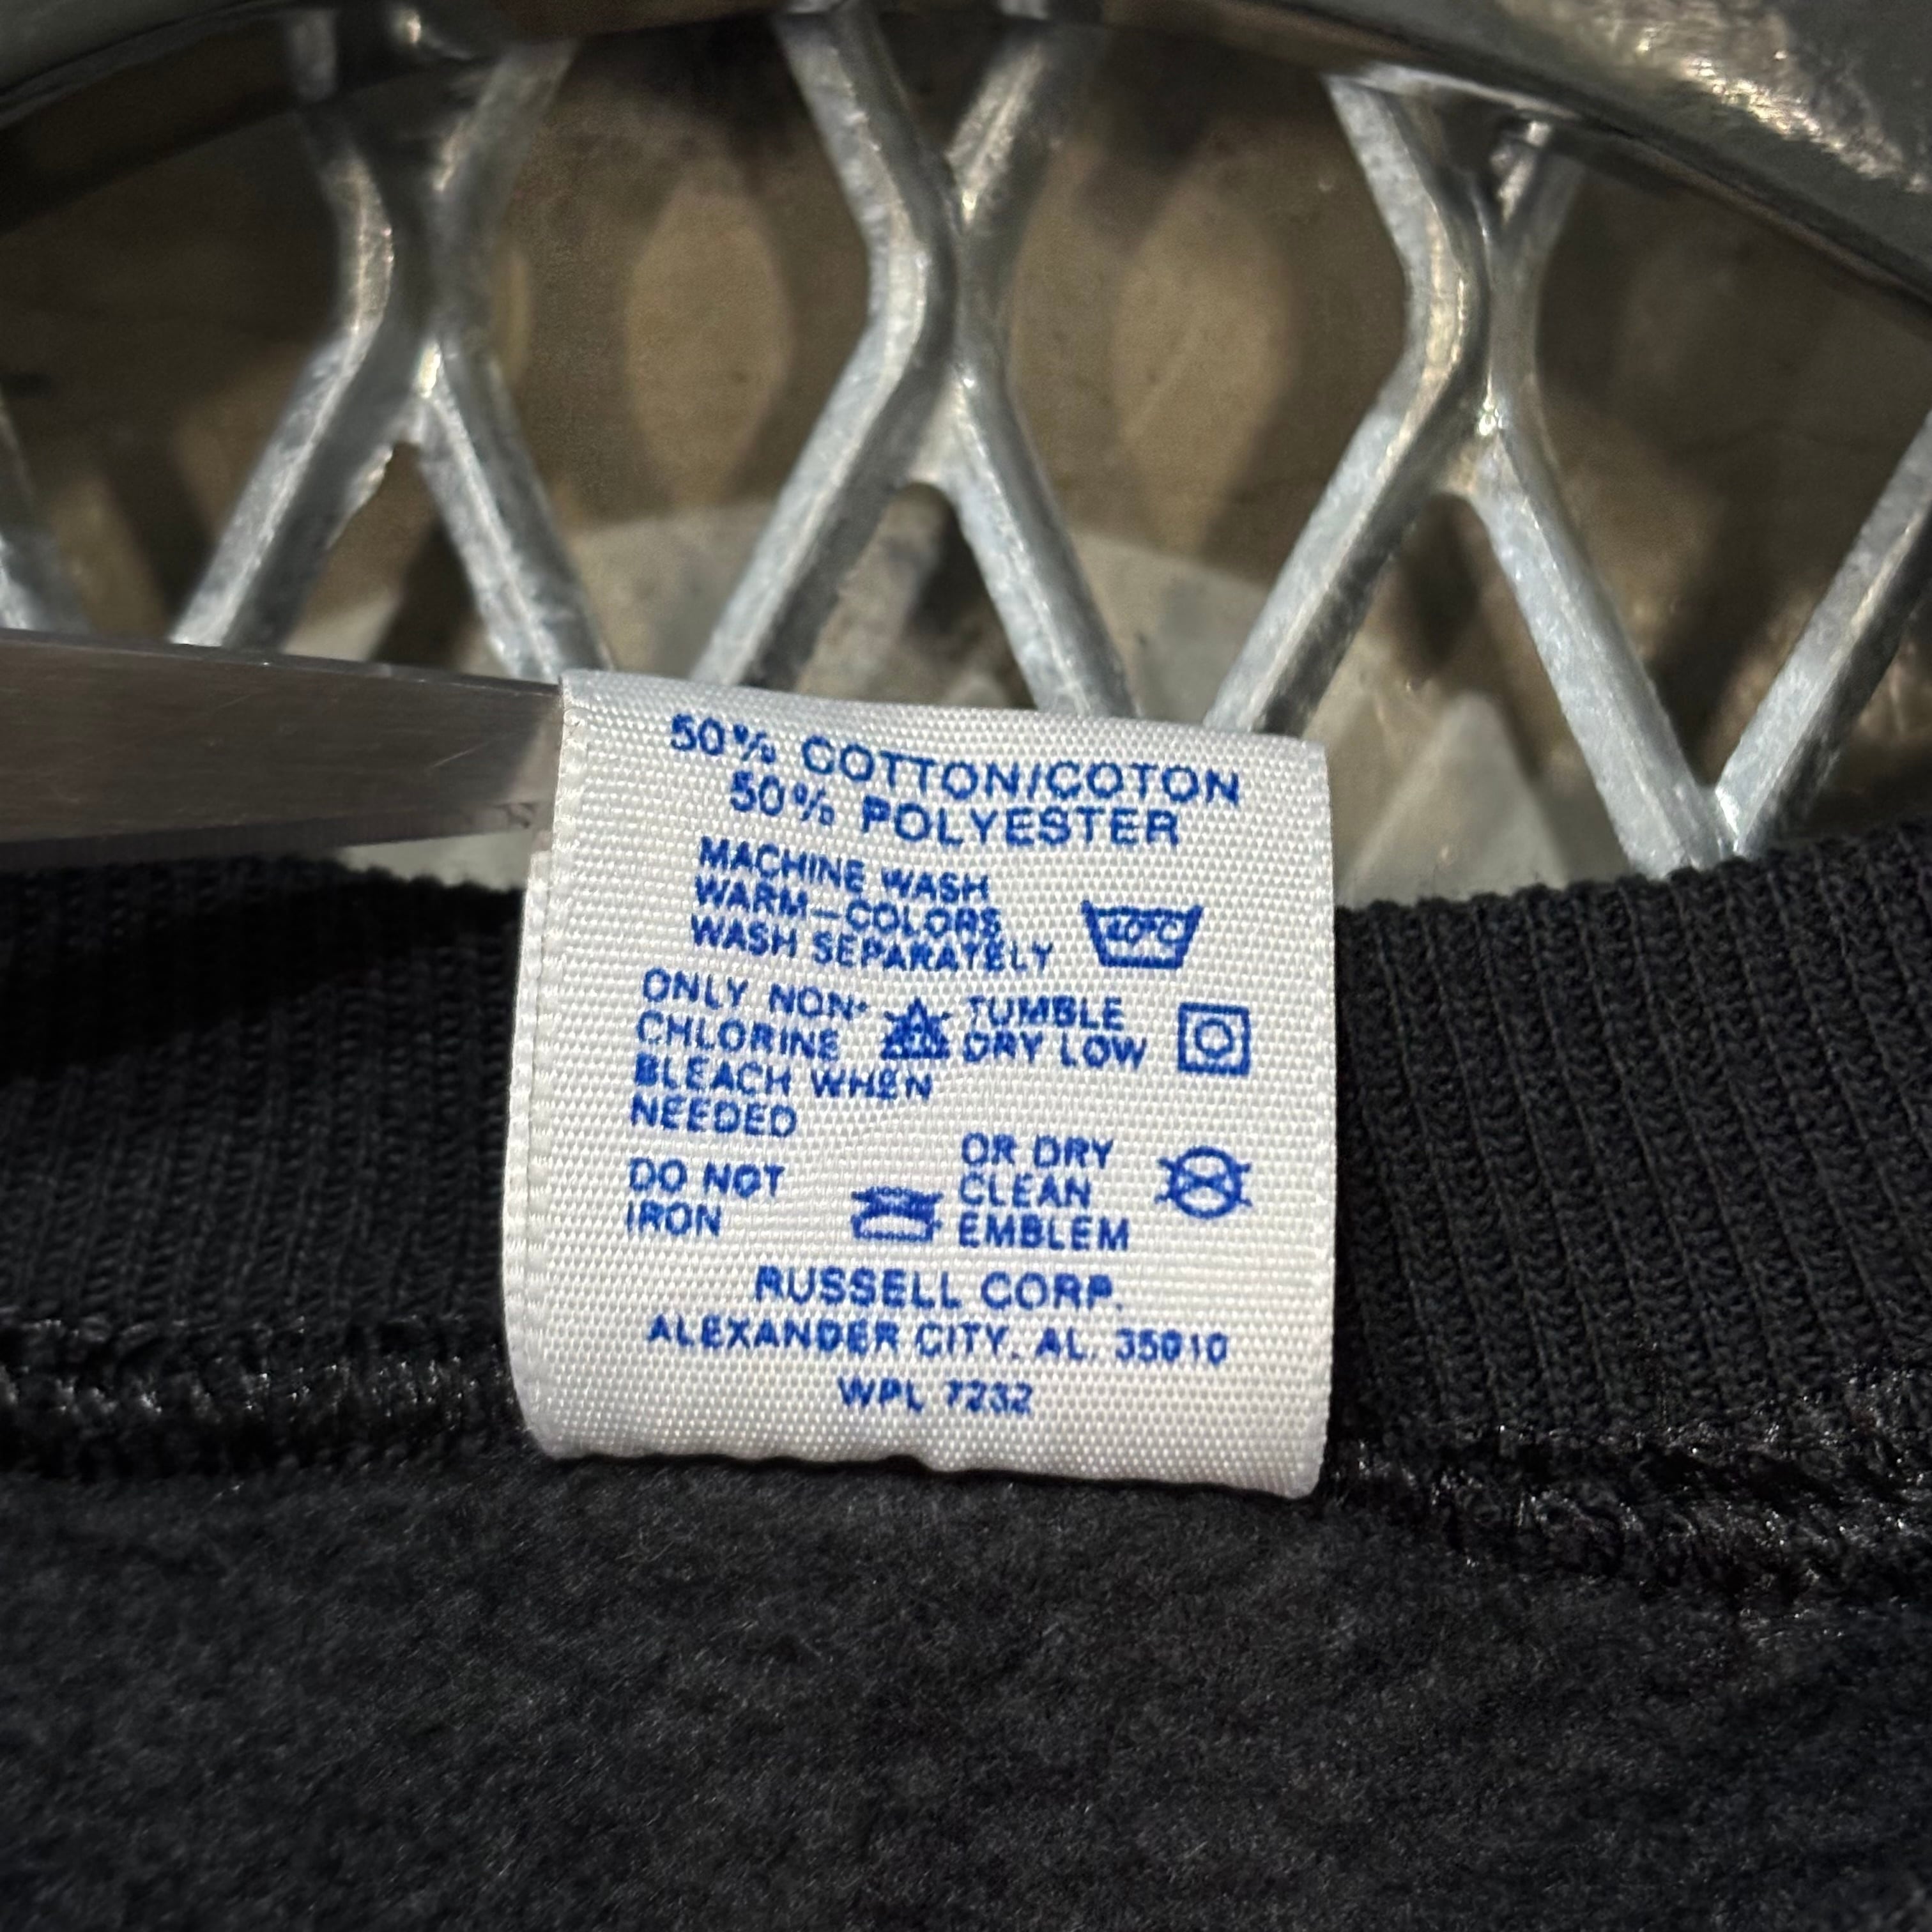 50% COTTON/COTON
50% POLYESTER
MACHINE WASH
WARM-COLORS
WASH SEPARATELY
40°C
ONLY NON-
CHLORINE
BLEACH WHEN
NEEDED
TUMBLE
DRY LOW
DO NOT
IRON
OR DRY
CLEAN
EMBLEM
RUSSELL CORP.
ALEXANDER CITY, AL. 35010
WPL 7232